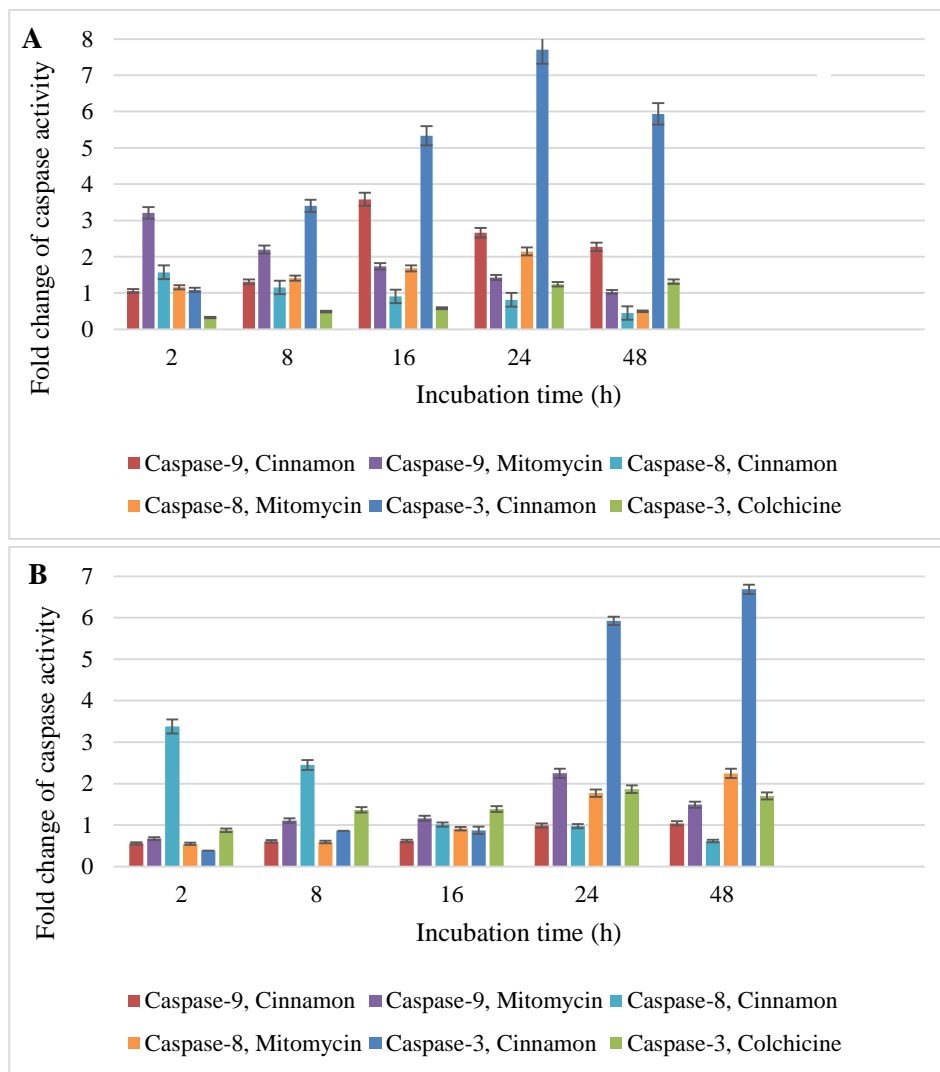 A
Fold change of caspase activity
8
7
6
5
4
3
2
1
0
2 8 16 24 48
Incubation time (h)
Caspase-9, Cinnamon Caspase-9, Mitomycin Caspase-8, Cinnamon
Caspase-8, Mitomycin Caspase-3, Cinnamon Caspase-3, Colchicine
B
Fold change of caspase activity
7
6
5
4
3
2
1
0
2 8 16 24 48
Incubation time (h)
Caspase-9, Cinnamon Caspase-9, Mitomycin Caspase-8, Cinnamon
Caspase-8, Mitomycin Caspase-3, Cinnamon Caspase-3, Colchicine